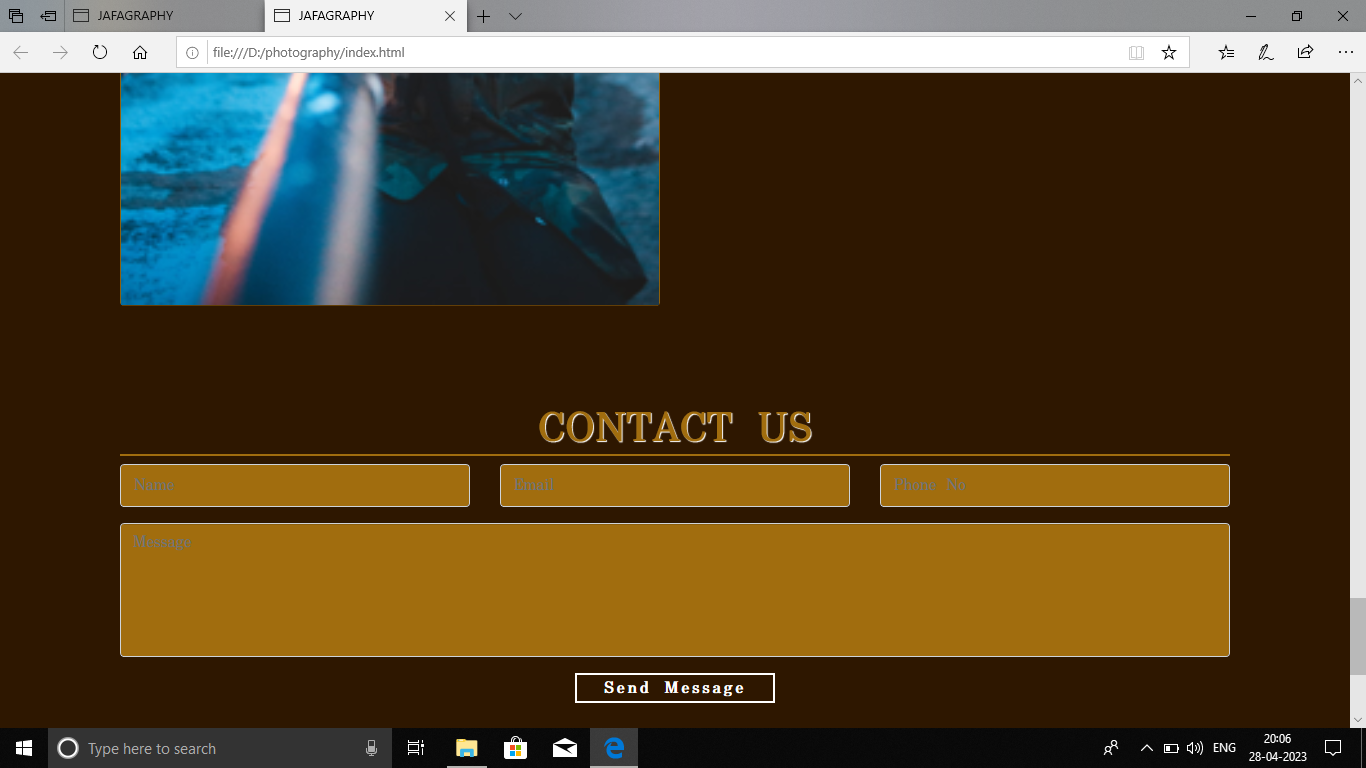 JAFAGRAPHY
JAFAGRAPHY
file:///D:/photography/index.html
CONTACT US
Name
Email
Phone No
Message
Send Message
Type here to search
ENG
20:06
28-04-2023